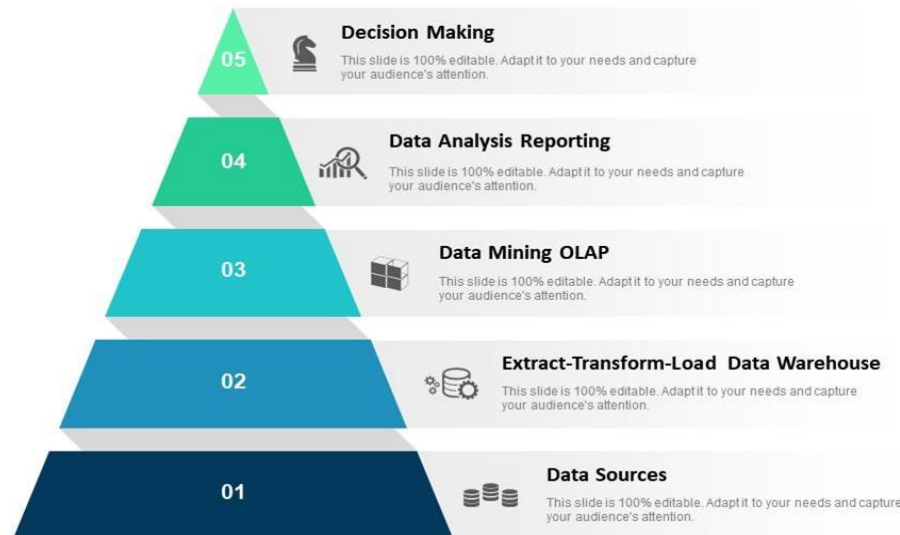 05
Decision Making
This slide is 100% editable. Adapt it to your needs and capture
your audience's attention.
04
Data Analysis Reporting
This slide is 100% editable. Adapt it to your needs and capture
your audience's attention.
03
Data Mining OLAP
This slide is 100% editable. Adapt it to your needs and capture
your audience's attention.
02
Extract-Transform-Load Data Warehouse
This slide is 100% editable. Adapt it to your needs and capture
your audience's attention.
01
Data Sources
This slide is 100% editable. Adapt it to your needs and capture
your audience's attention.